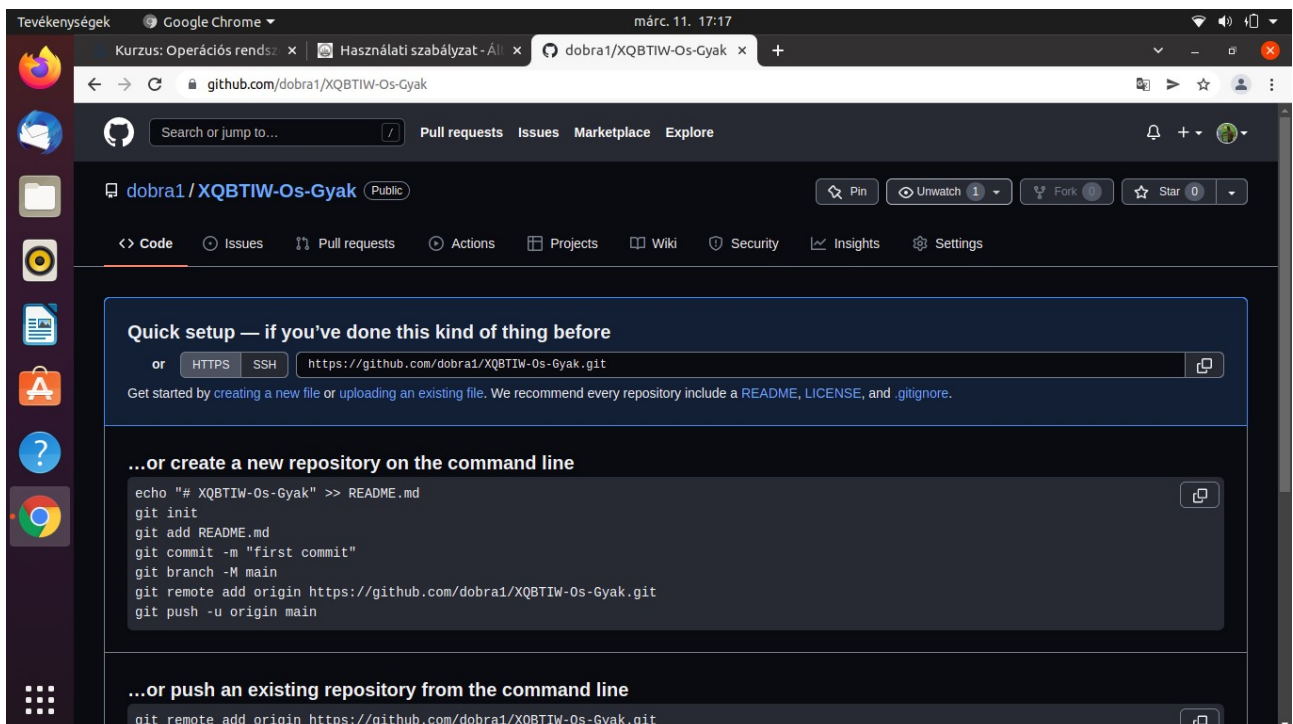 Tevékenységek Google Chrome márc. 11. 17:17
Kurzus: Operációs rendsz Használati szabályzat - Ál dobra1/XQBTIW-Os-Gyak
github.com/dobra1/XQBTIW-Os-Gyak
Search or jump to... / Pull requests Issues Marketplace Explore
dobra1 / XQBTIW-Os-Gyak Public Pin Unwatch 1 Fork 0 Star 0
<> Code Issues Pull requests Actions Projects Wiki Security Insights Settings
Quick setup — if you’ve done this kind of thing before
or HTTPS SSH https://github.com/dobra1/XQBTIW-Os-Gyak.git
Get started by creating a new file or uploading an existing file. We recommend every repository include a README, LICENSE, and .gitignore.
…or create a new repository on the command line
echo "# XQBTIW-Os-Gyak" >> README.md
git init
git add README.md
git commit -m "first commit"
git branch -M main
git remote add origin https://github.com/dobra1/XQBTIW-Os-Gyak.git
git push -u origin main
…or push an existing repository from the command line
git remote add origin https://github.com/dobra1/XQBTIW-Os-Gyak.git